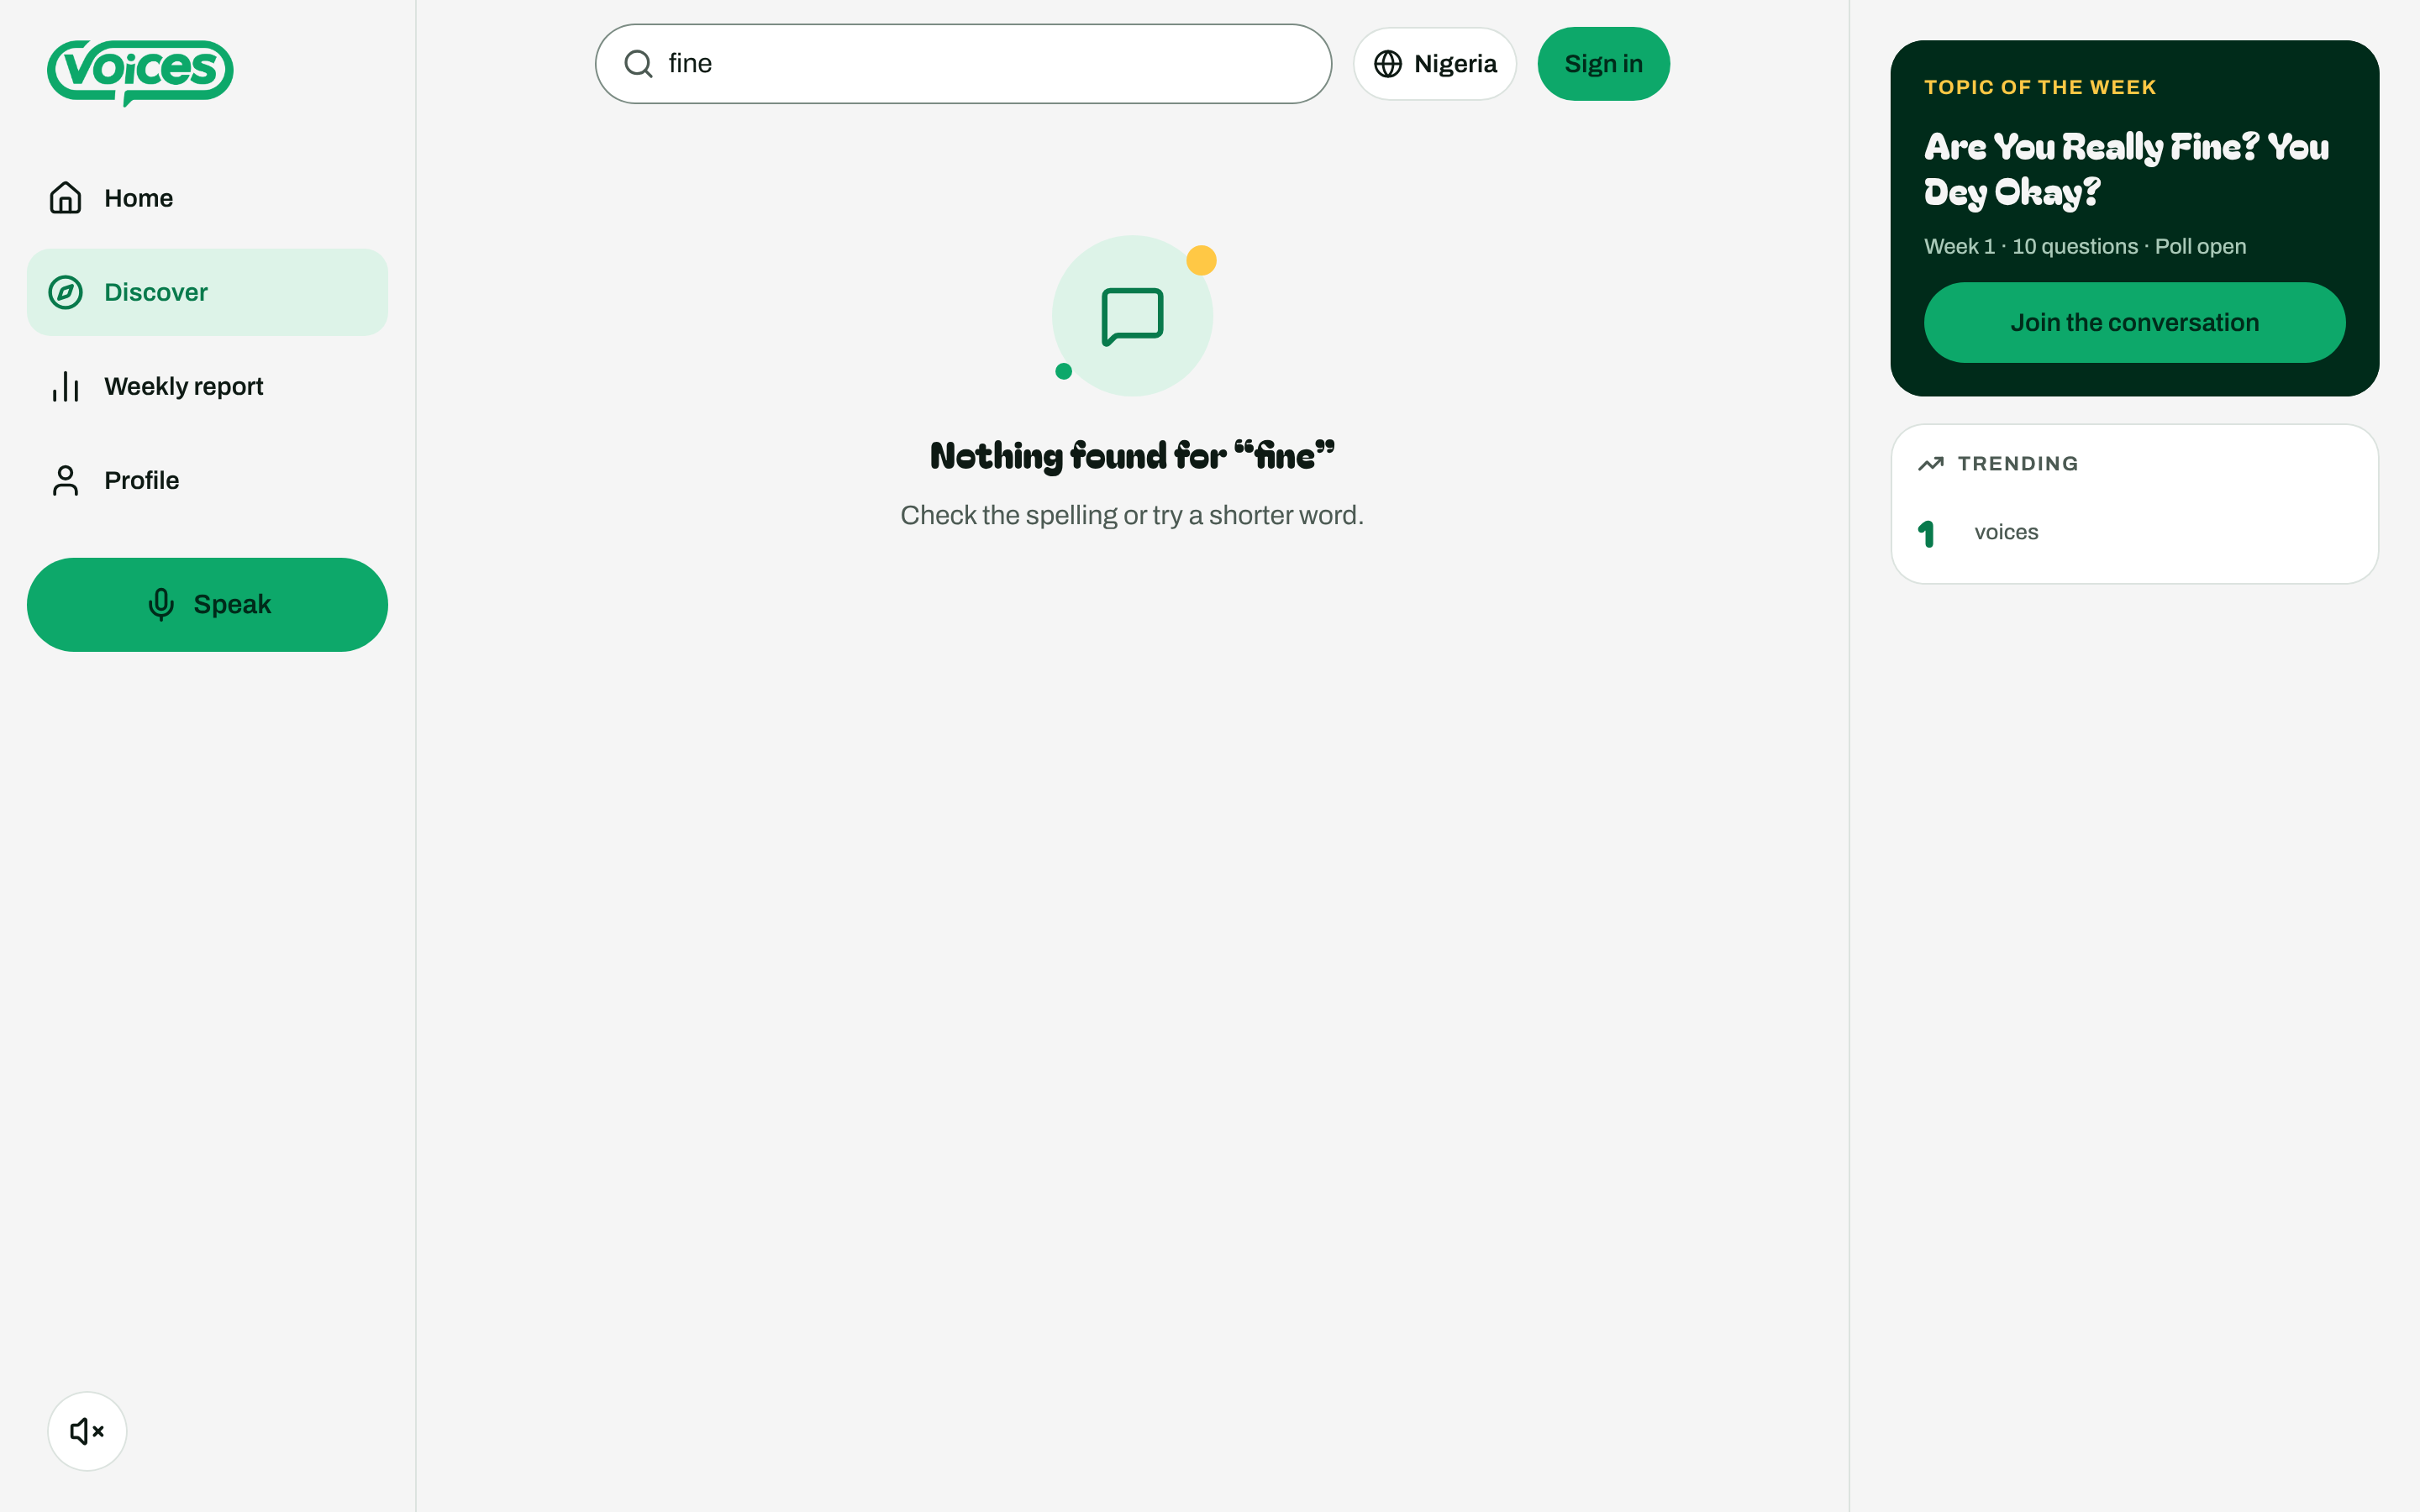 Voices
Home
Discover
Weekly report
Profile
Speak
fine
Nigeria
Sign in
Nothing found for “fine”
Check the spelling or try a shorter word.
TOPIC OF THE WEEK
Are You Really Fine? You
Dey Okay?
Week 1 · 10 questions · Poll open
Join the conversation
TRENDING
1 voices